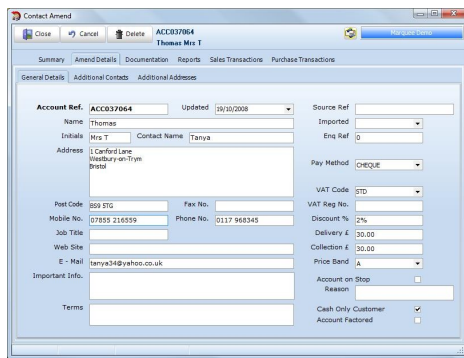 Contact Amend
Close Cancel Delete ACC037064
Thomas Mrs T
Marquee Demo
Summary Amend Details Documentation Reports Sales Transactions Purchase Transactions
General Details Additional Contacts Additional Addresses
Account Ref. ACC037064 Updated 19/10/2008 Source Ref
Name Thomas Imported
Initials Mrs T Contact Name Tanya Enq Ref 0
Address 1 Canford Lane
Westbury-on-Trym
Bristol
Pay Method CHEQUE
VAT Code STD
Post Code BS9 5TG Fax No. VAT Reg No.
Mobile No. 07855 216559 Phone No. 0117 968345 Discount % 2%
Job Title Delivery £ 30.00
Web Site Collection £ 30.00
E - Mail tanya34@yahoo.co.uk Price Band A
Important Info. Account on Stop
Reason
Terms Cash Only Customer
Account Factored